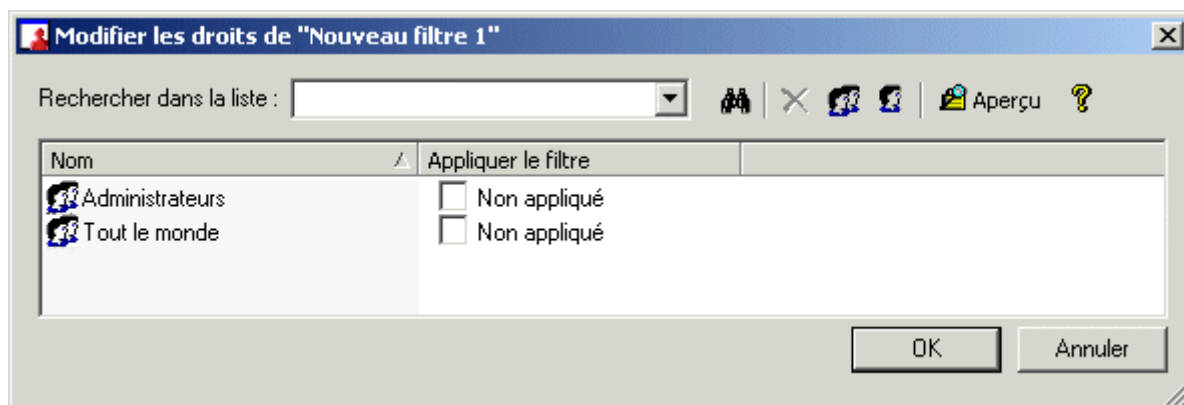 Modifier les droits de "Nouveau filtre 1"
Rechercher dans la liste :
Aperçu
Nom Appliquer le filtre
Administrateurs Non appliqué
Tout le monde Non appliqué
OK Annuler